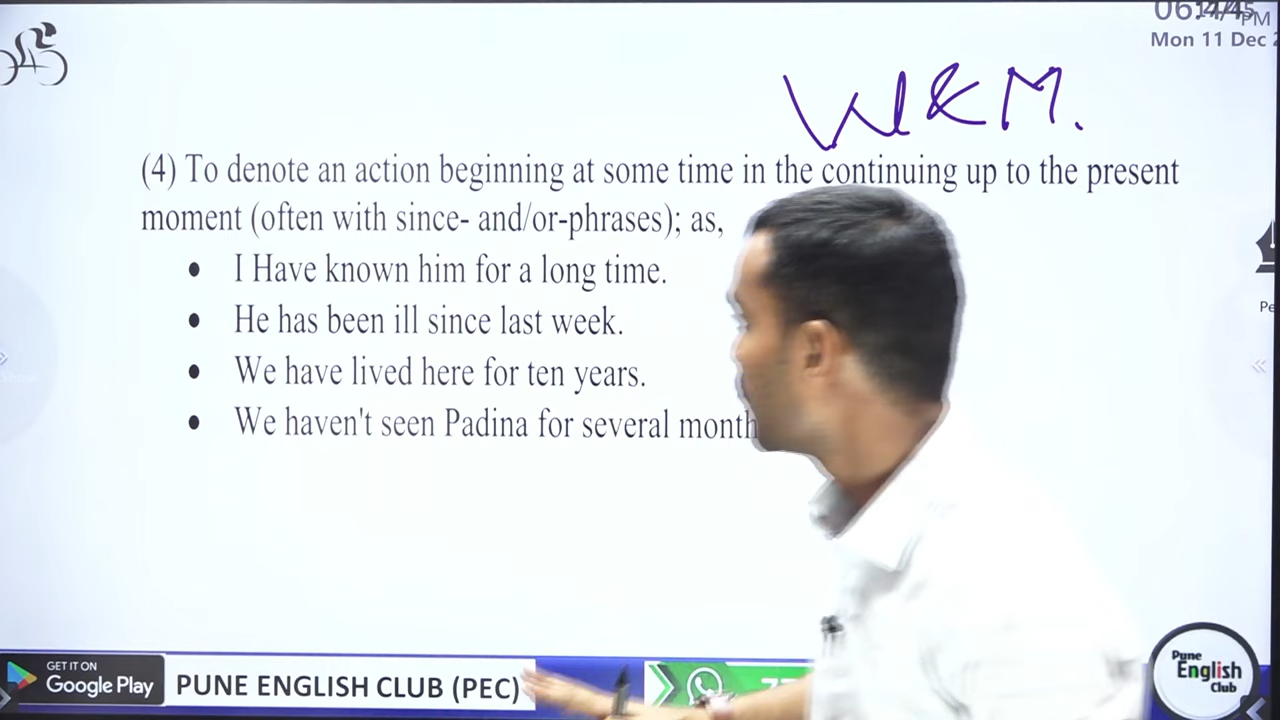 PM
Mon 11 Dec
W & M.
(4) To denote an action beginning at some time in the continuing up to the present
moment (often with since- and/or-phrases); as,
• I Have known him for a long time.
• He has been ill since last week.
• We have lived here for ten years.
• We haven't seen Padina for several month
GET IT ON
Google Play
PUNE ENGLISH CLUB (PEC)
Pune
English
Club